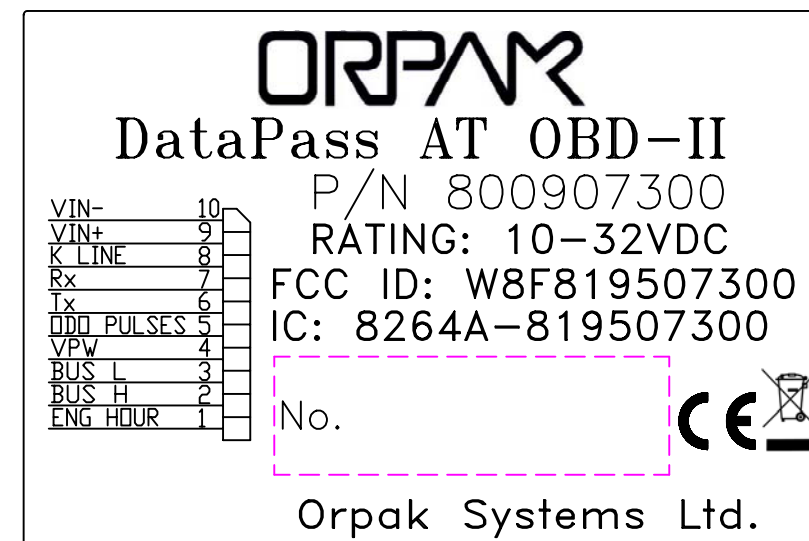 ORPAK
DataPass AT OBD-II
P/N 800907300
RATING: 10-32VDC
FCC ID: W8F819507300
IC: 8264A-819507300
VIN- 10
VIN+ 9
K LINE 8
Rx 7
Tx 6
ODO PULSES 5
VPW 4
BUS L 3
BUS H 2
ENG HOUR 1
No.
CE
Orpak Systems Ltd.